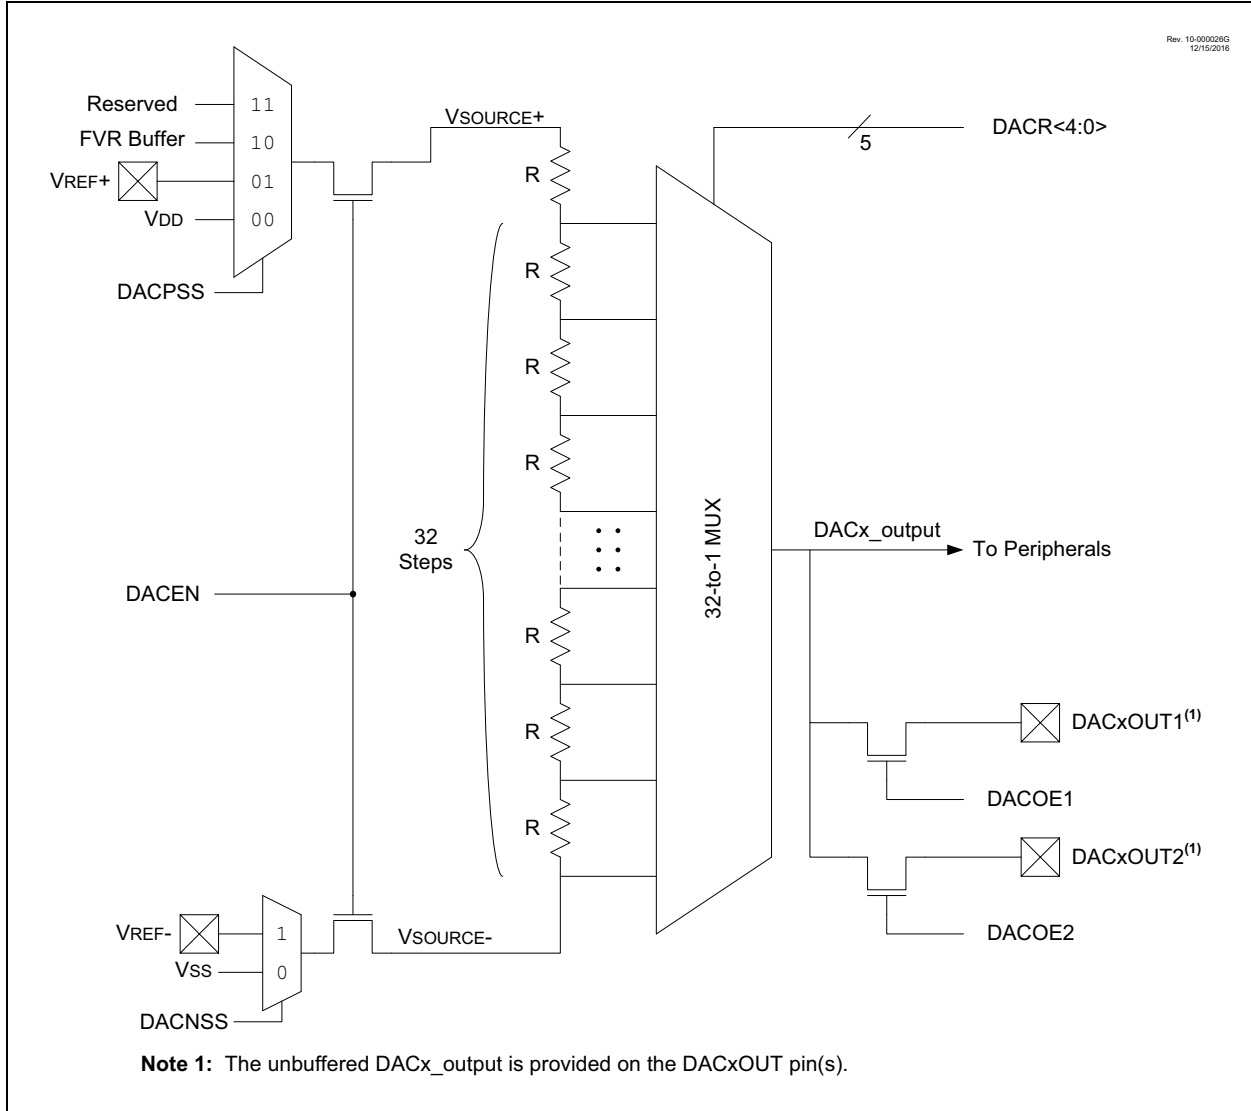 Rev. 10-000026G
12/15/2016
Reserved
11
FVR Buffer
10
VREF+
01
VDD
00
DACPSS
VSOURCE+
R
R
R
R
32
Steps
R
R
R
DACEN
VREF-
1
VSS
0
DACNSS
VSOURCE-
DACR<4:0>
5
32-to-1 MUX
DACx_output
To Peripherals
DACxOUT1(1)
DACOE1
DACxOUT2(1)
DACOE2
Note 1: The unbuffered DACx_output is provided on the DACxOUT pin(s).